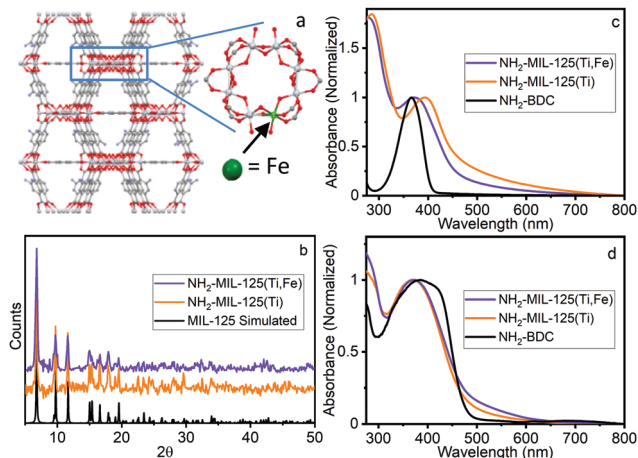 a
= Fe
b
Counts
NH₂-MIL-125(Ti,Fe)
NH₂-MIL-125(Ti)
MIL-125 Simulated
10
20
30
40
50
2θ
c
Absorbance (Normalized)
1.5
1
0.5
0
NH₂-MIL-125(Ti,Fe)
NH₂-MIL-125(Ti)
NH₂-BDC
300
400
500
600
700
800
Wavelength (nm)
d
Absorbance (Normalized)
1
0.5
0
NH₂-MIL-125(Ti,Fe)
NH₂-MIL-125(Ti)
NH₂-BDC
300
400
500
600
700
800
Wavelength (nm)